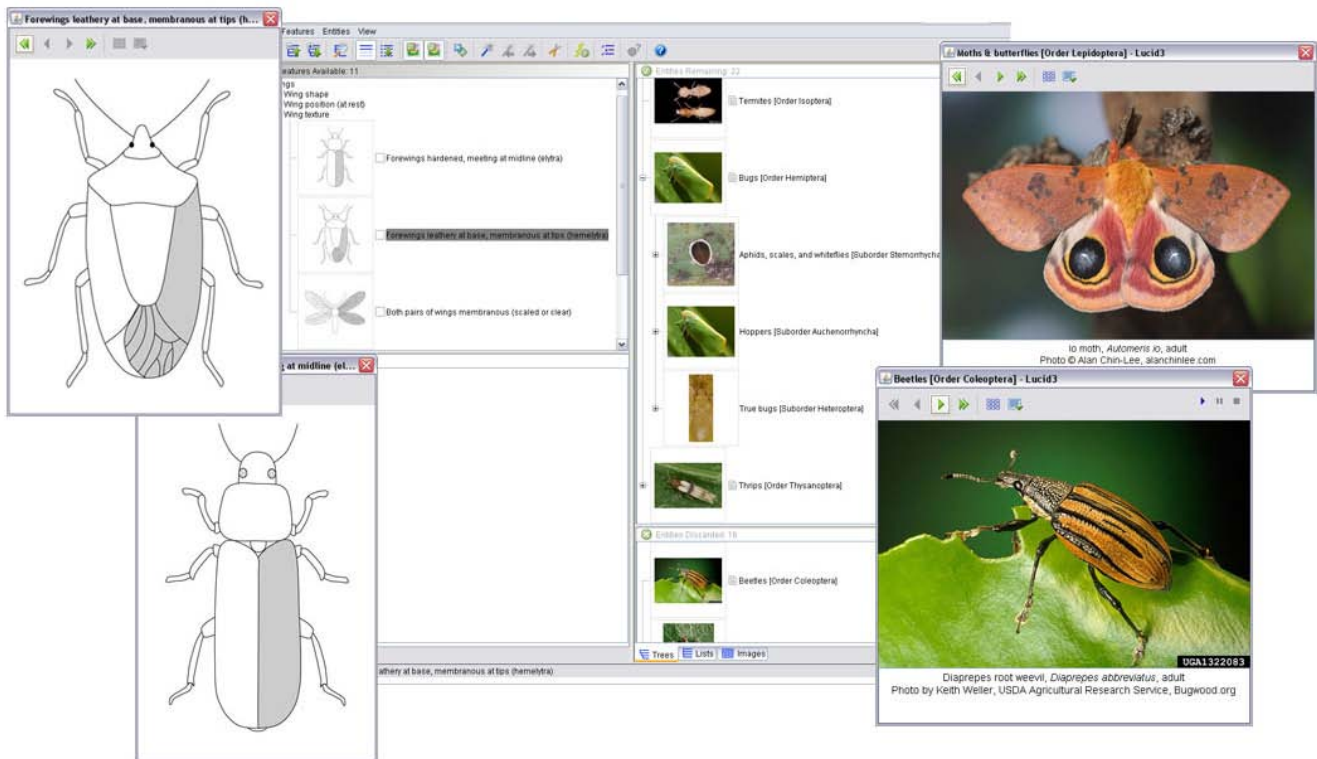 Forewings leathery at base, membranous at tips (h...
Features Entities View
eatures Available: 11
ngs
Wing shape
Wing position (at rest)
Wing texture
Forewings hardened, meeting at midline (elytra)
Forewings leathery at base, membranous at tips (hemelytra)
Both pairs of wings membranous (scaled or clear)
g at midline (el...
athery at base, membranous at tips (hemelytra)
Entities Remaining: 22
Termites [Order Isoptera]
Bugs [Order Hemiptera]
Aphids, scales, and whiteflies [Suborder Sternorrhyncha
Hoppers [Suborder Auchenorrhyncha]
True bugs [Suborder Heteroptera]
Thrips [Order Thysanoptera]
Entities Discarded: 18
Beetles [Order Coleoptera]
Trees Lists Images
Moths & butterflies [Order Lepidoptera] - Lucid3
Io moth, Automeris io, adult
Photo © Alan Chin-Lee, alanchinlee.com
Beetles [Order Coleoptera] - Lucid3
UGA1322083
Diaprepes root weevil, Diaprepes abbreviatus, adult
Photo by Keith Weller, USDA Agricultural Research Service, Bugwood.org